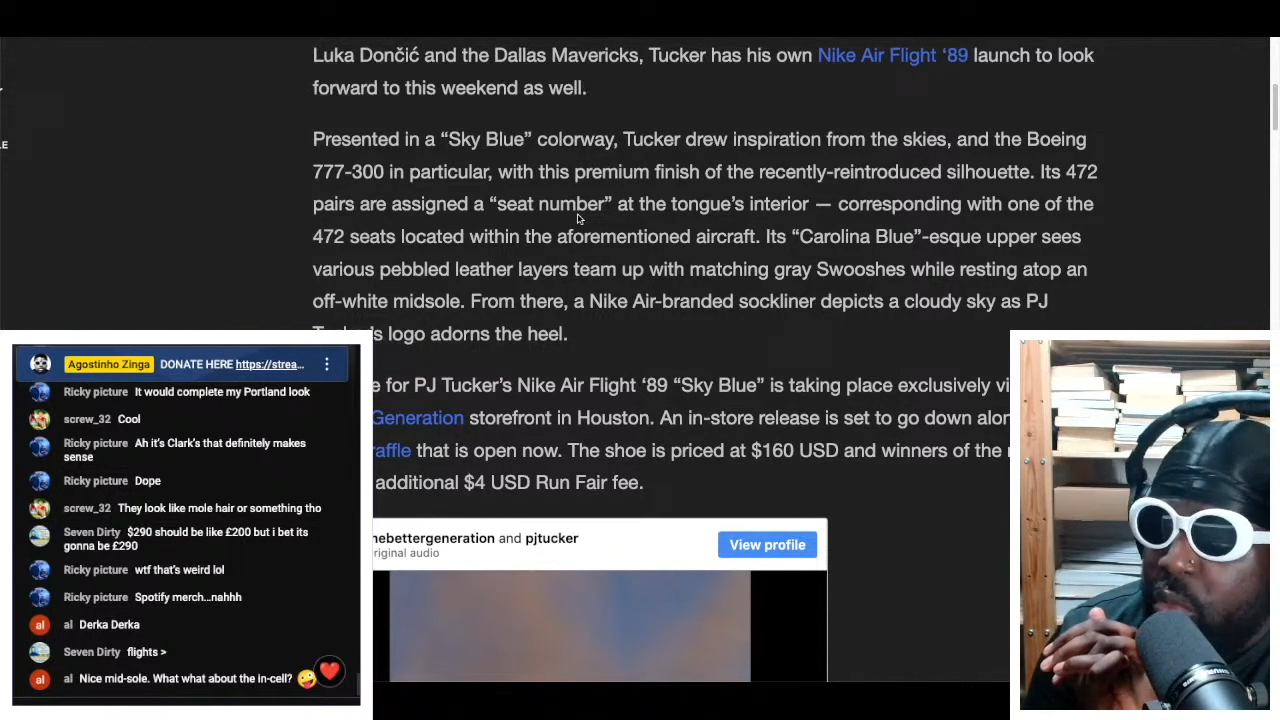 Luka Dončić and the Dallas Mavericks, Tucker has his own Nike Air Flight ‘89 launch to look
forward to this weekend as well.
Presented in a “Sky Blue” colorway, Tucker drew inspiration from the skies, and the Boeing
777-300 in particular, with this premium finish of the recently-reintroduced silhouette. Its 472
pairs are assigned a “seat number” at the tongue’s interior — corresponding with one of the
472 seats located within the aforementioned aircraft. Its “Carolina Blue”-esque upper sees
various pebbled leather layers team up with matching gray Swooshes while resting atop an
off-white midsole. From there, a Nike Air-branded sockliner depicts a cloudy sky as PJ
’s logo adorns the heel.
for PJ Tucker’s Nike Air Flight ‘89 “Sky Blue” is taking place exclusively
Generation storefront in Houston. An in-store release is set to go down
that is open now. The shoe is priced at $160 USD and winners of the
additional $4 USD Run Fair fee.
and pjtucker
View profile
audio
Agostinho Zinga DONATE HERE https://strea...
Ricky picture It would complete my Portland look
screw_32 Cool
Ricky picture Ah it’s Clark’s that definitely makes
sense
Ricky picture Dope
screw_32 They look like mole hair or something tho
Seven Dirty $290 should be like £200 but i bet its
gonna be £290
Ricky picture wtf that’s weird lol
Ricky picture Spotify merch...nahhh
al al Derka Derka
Seven Dirty flights >
al al Nice mid-sole. What what about the in-cell?